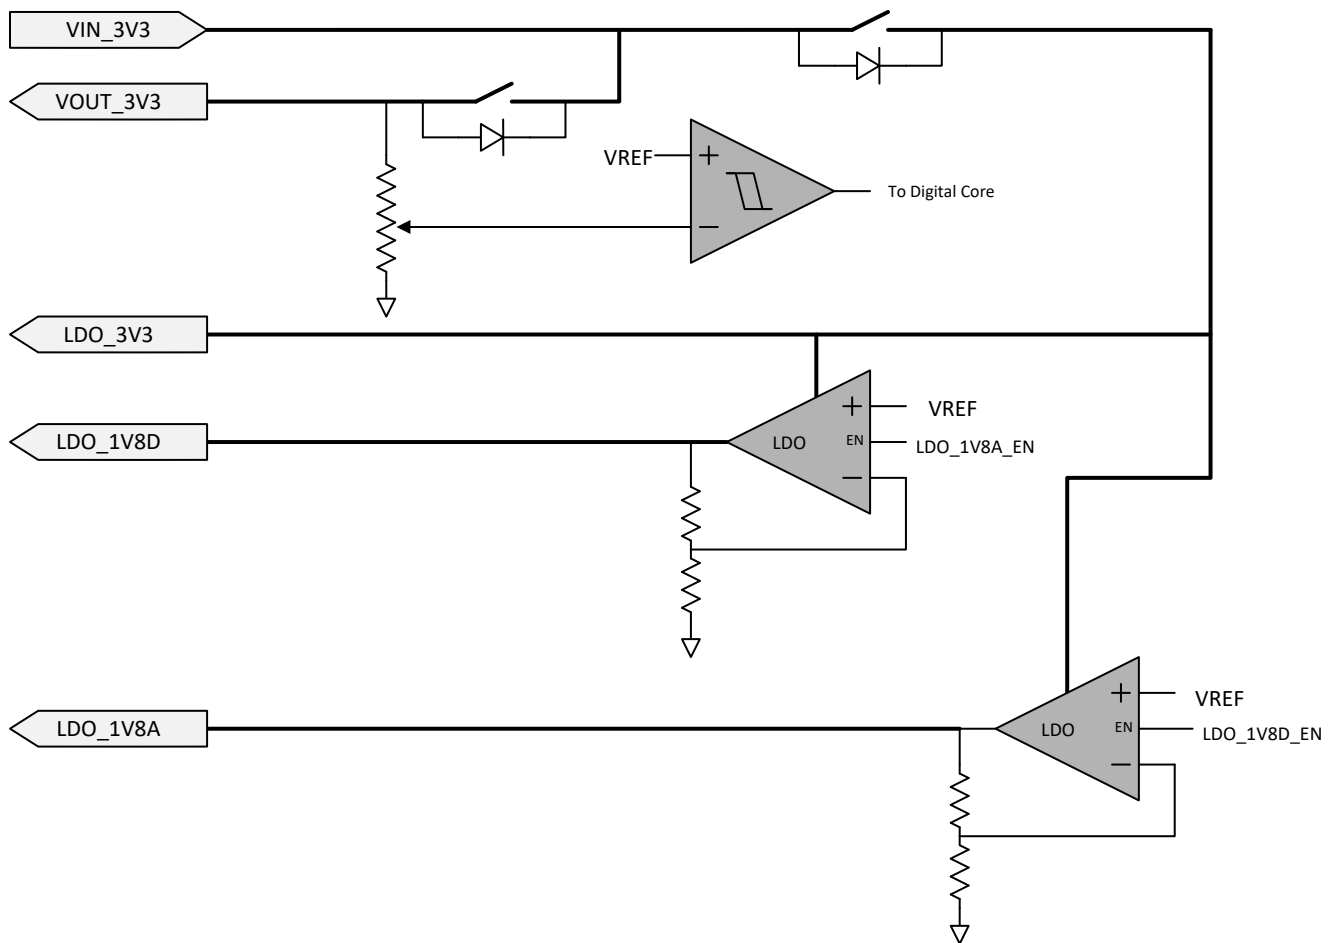 VIN_3V3
VOUT_3V3
VREF
To Digital Core
LDO_3V3
VREF
LDO_1V8D
LDO
EN
LDO_1V8A_EN
VREF
LDO_1V8A
LDO
EN
LDO_1V8D_EN